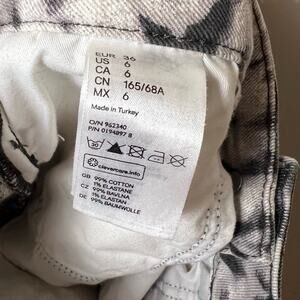 EUR 36
US 6
CA 6
CN 165/68A
MX 6
Made in Turkey
O/N 962340
P/N 0194897 8
30
clevercare.info
GB 99% COTTON
1% ELASTANE
CZ 99% BAVLNA
1% ELASTAN
DE 99% BAUMWOLLE